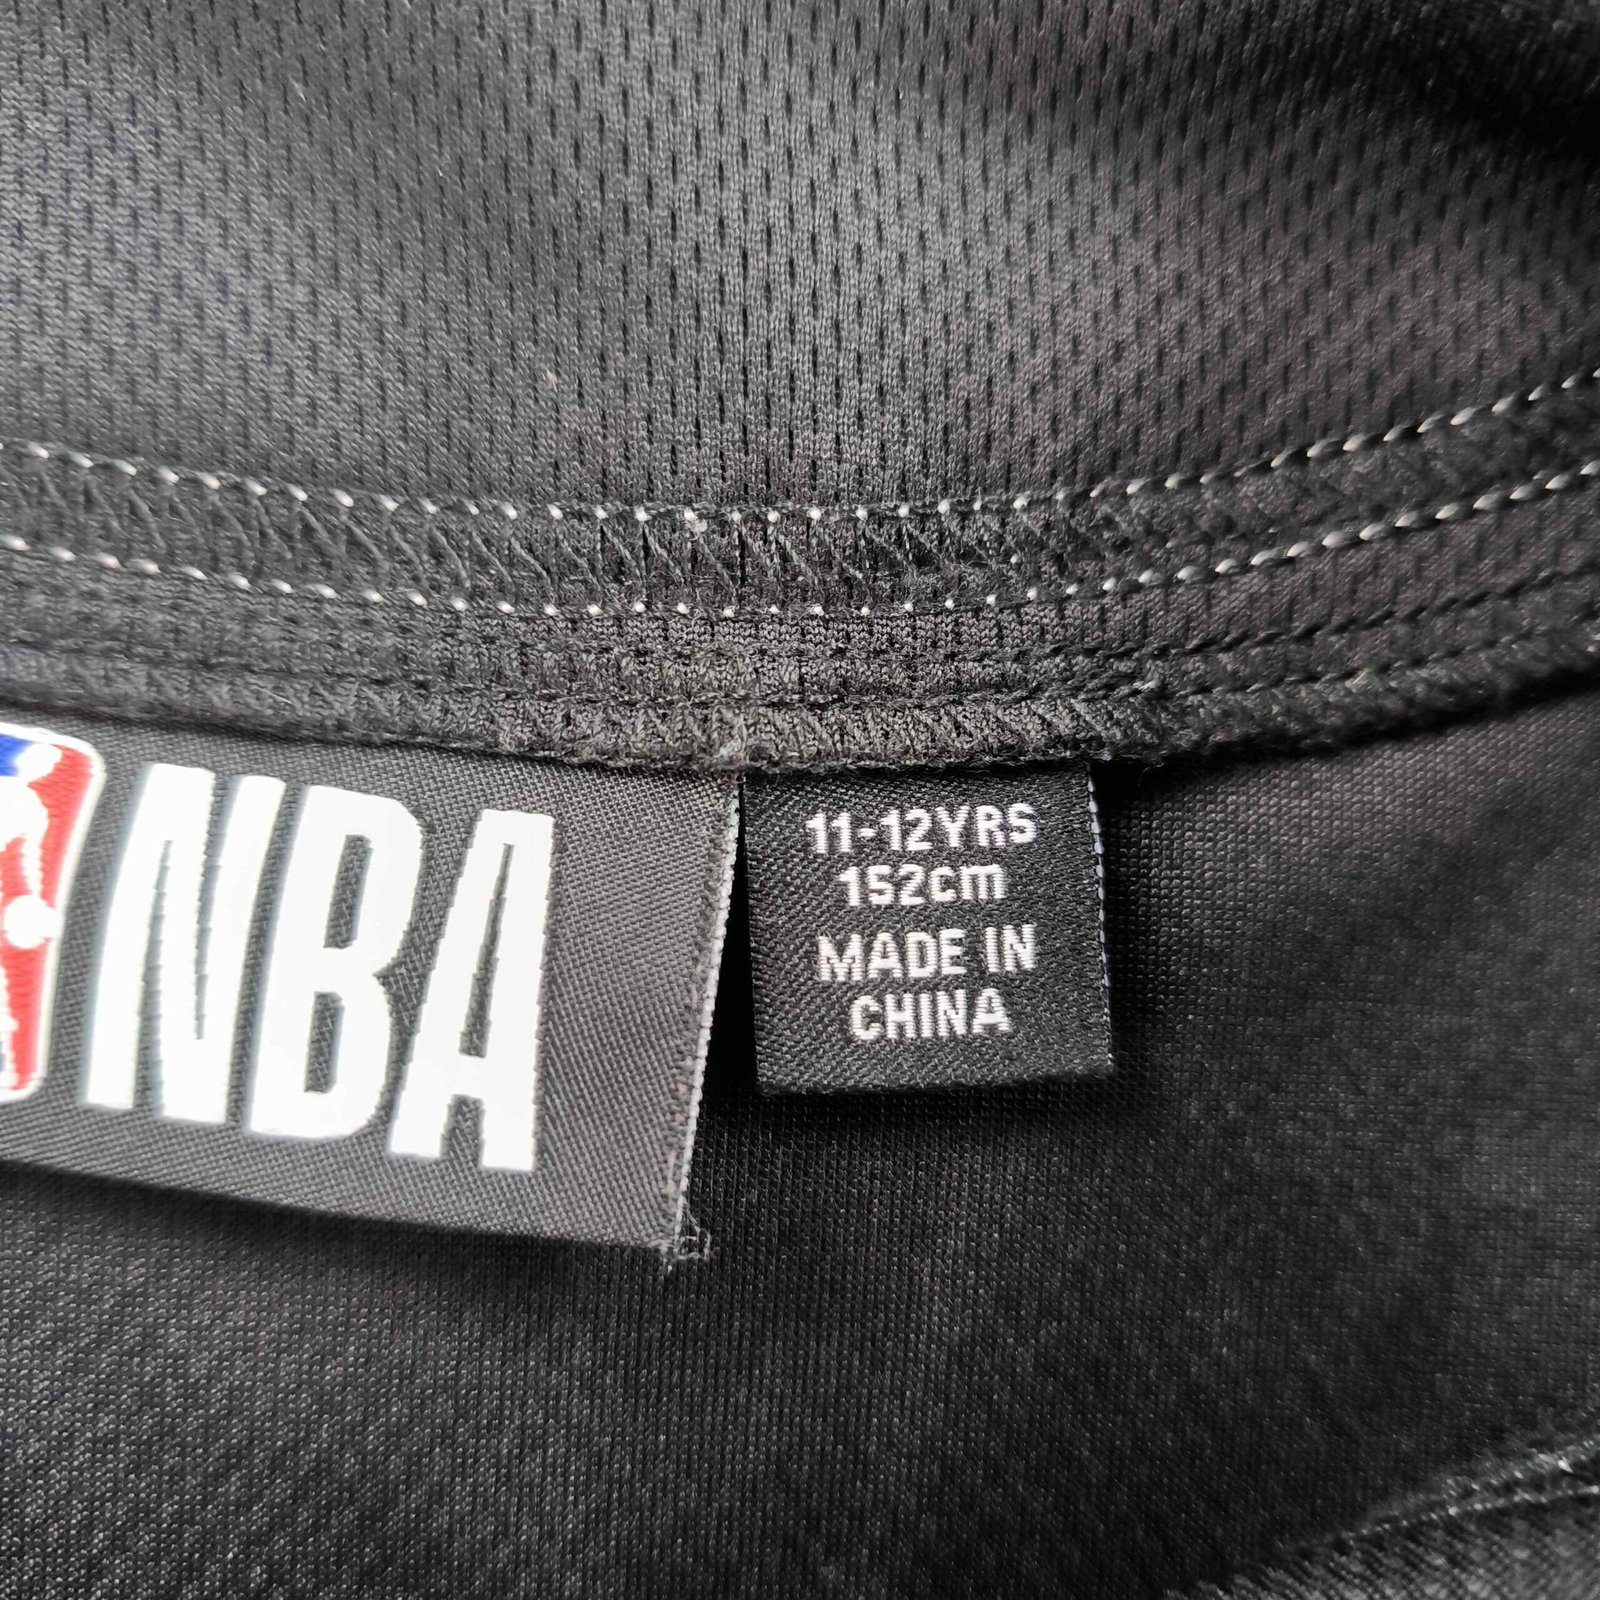 NBA
11-12YRS
152cm
MADE IN
CHINA